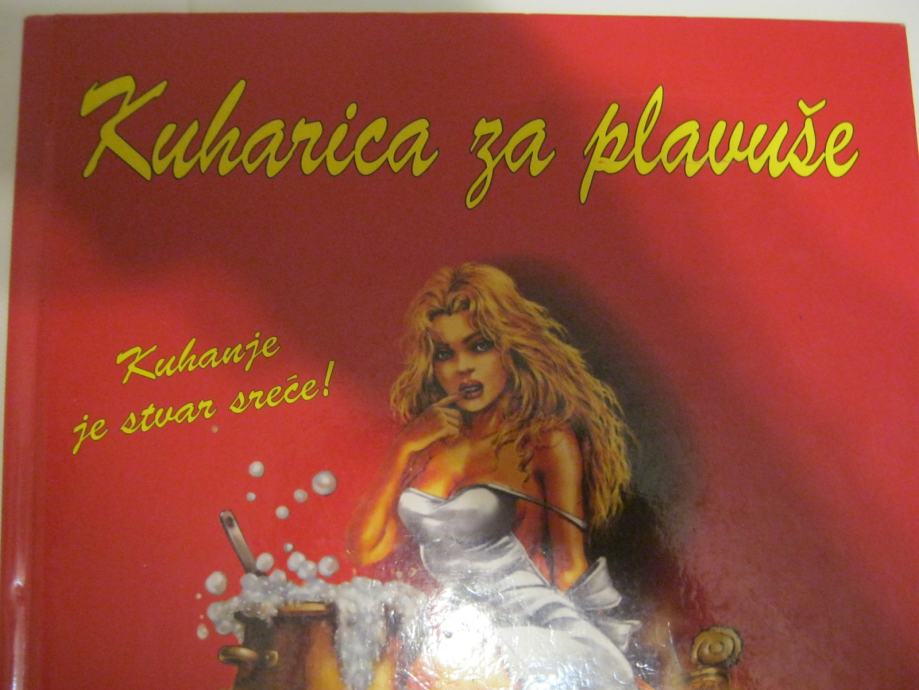 Kuharica za plavuše
Kuhanje
je stvar sreće!